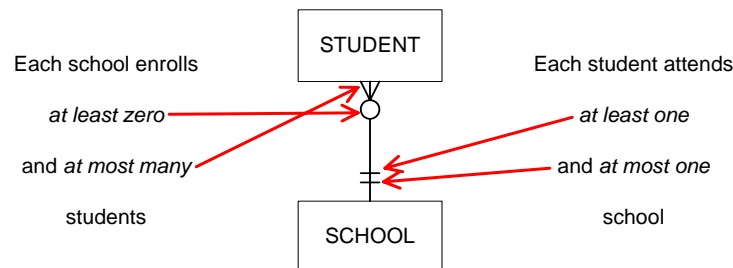 STUDENT
Each school enrolls
at least zero
and at most many
students
Each student attends
at least one
and at most one
school
SCHOOL